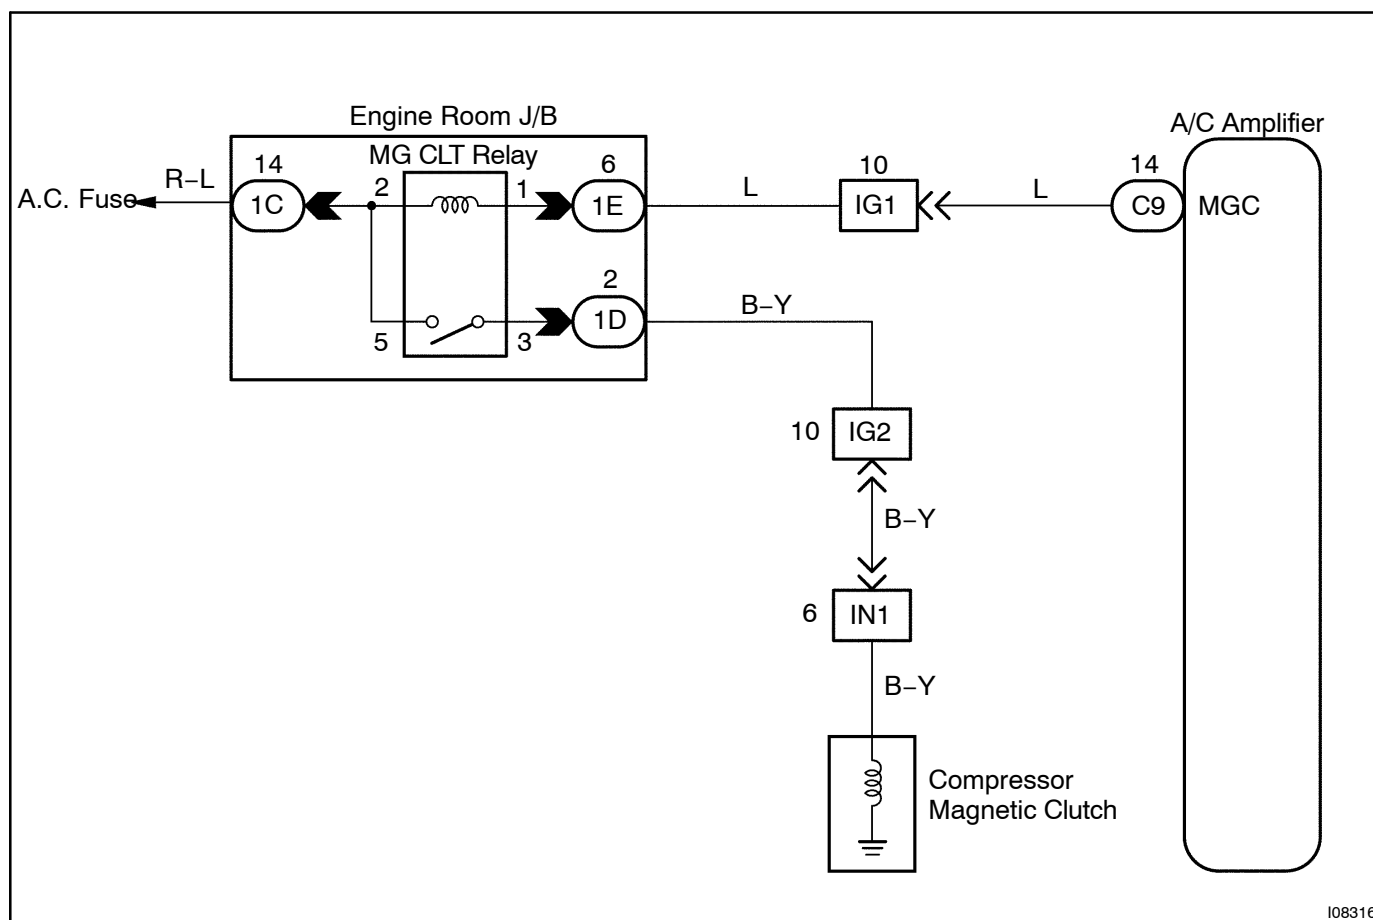 Engine Room J/B
A/C Amplifier
MG CLT Relay
14
6
10
14
A.C. Fuse
R–L
1C
2
1
1E
L
IG1
L
C9
MGC
2
B–Y
1D
5
3
10
IG2
B–Y
6
IN1
B–Y
Compressor
Magnetic Clutch
I08316